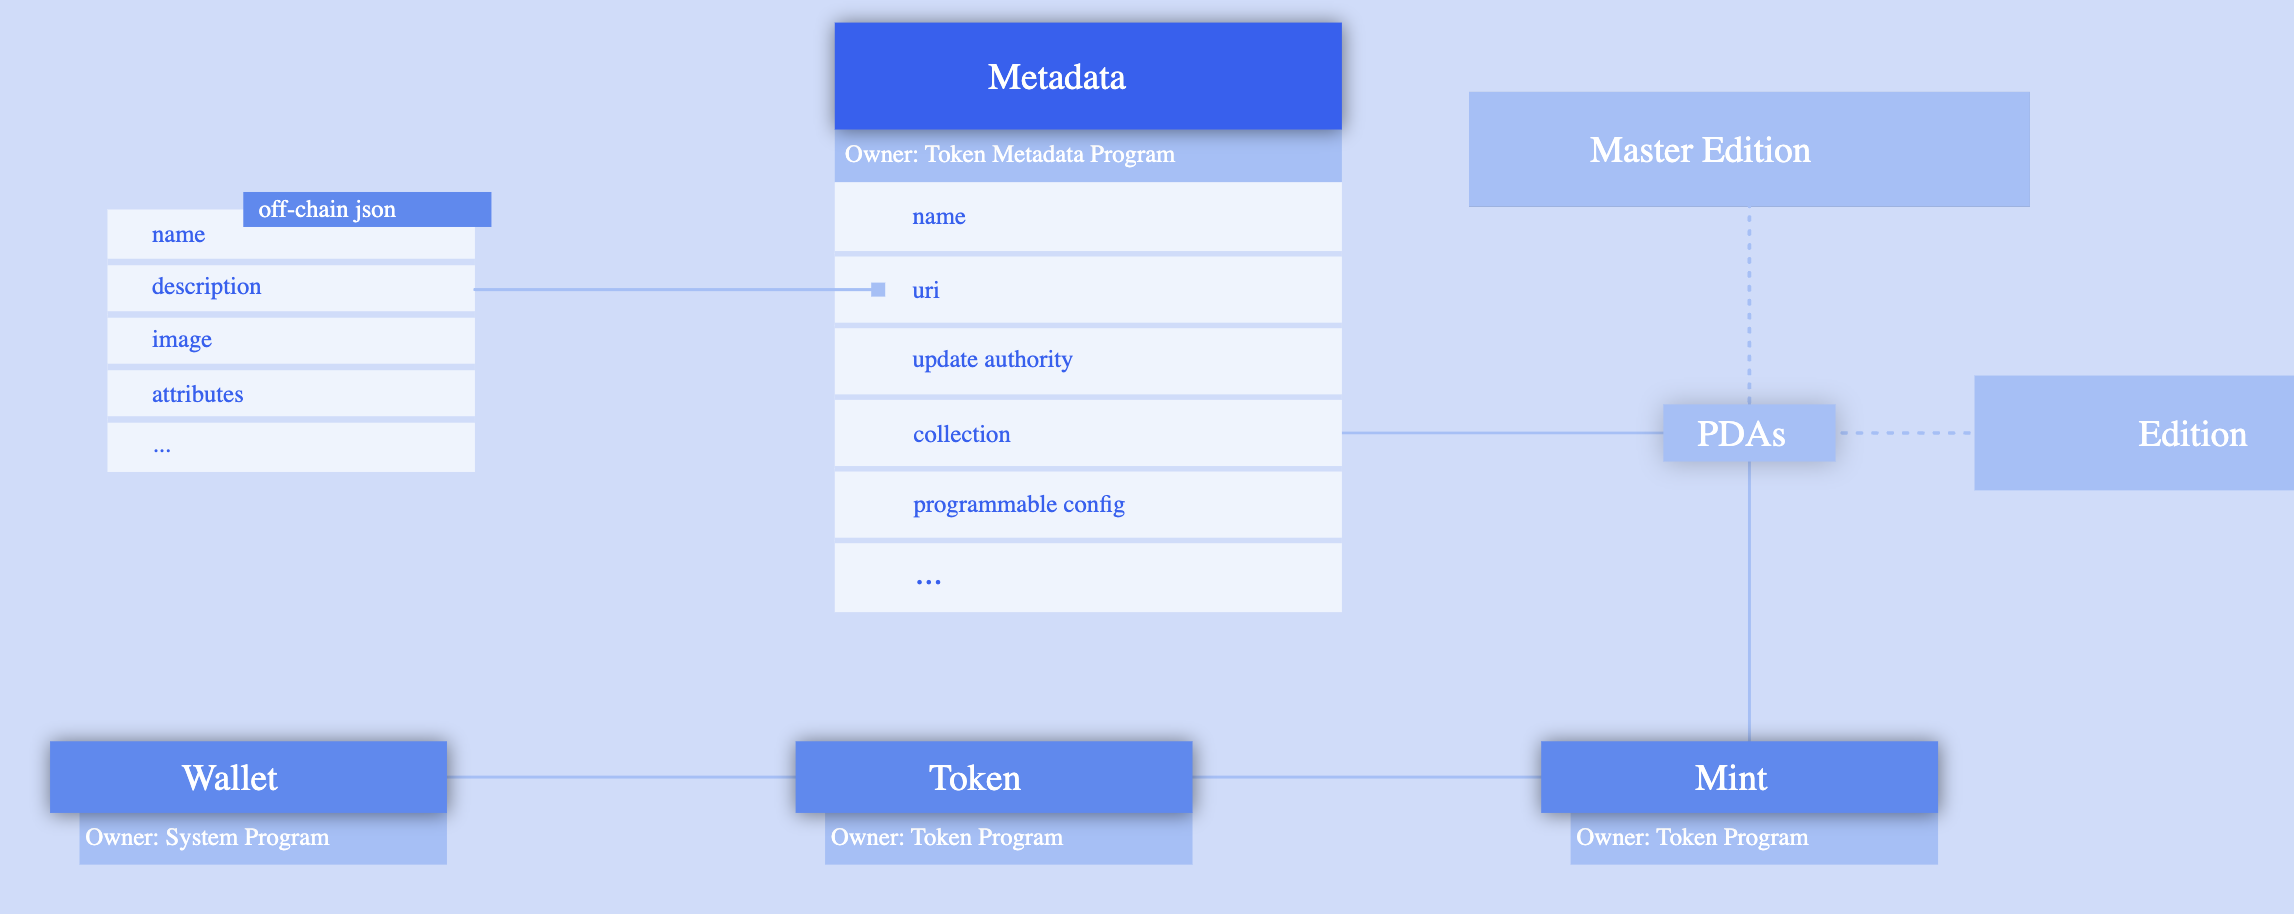 Metadata
Owner: Token Metadata Program
name
uri
update authority
collection
programmable config
...
off-chain json
name
description
image
attributes
...
Master Edition
PDAs
Edition
Wallet
Owner: System Program
Token
Owner: Token Program
Mint
Owner: Token Program